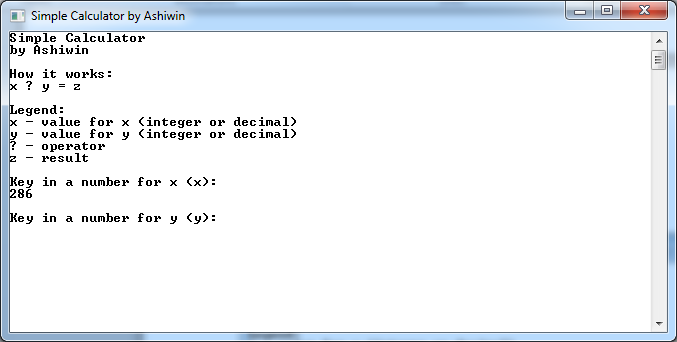 Simple Calculator by Ashiwin
Simple Calculator
by Ashiwin
How it works:
x ? y = z
Legend:
x - value for x (integer or decimal)
y - value for y (integer or decimal)
? - operator
z - result
Key in a number for x (x):
286
Key in a number for y (y):